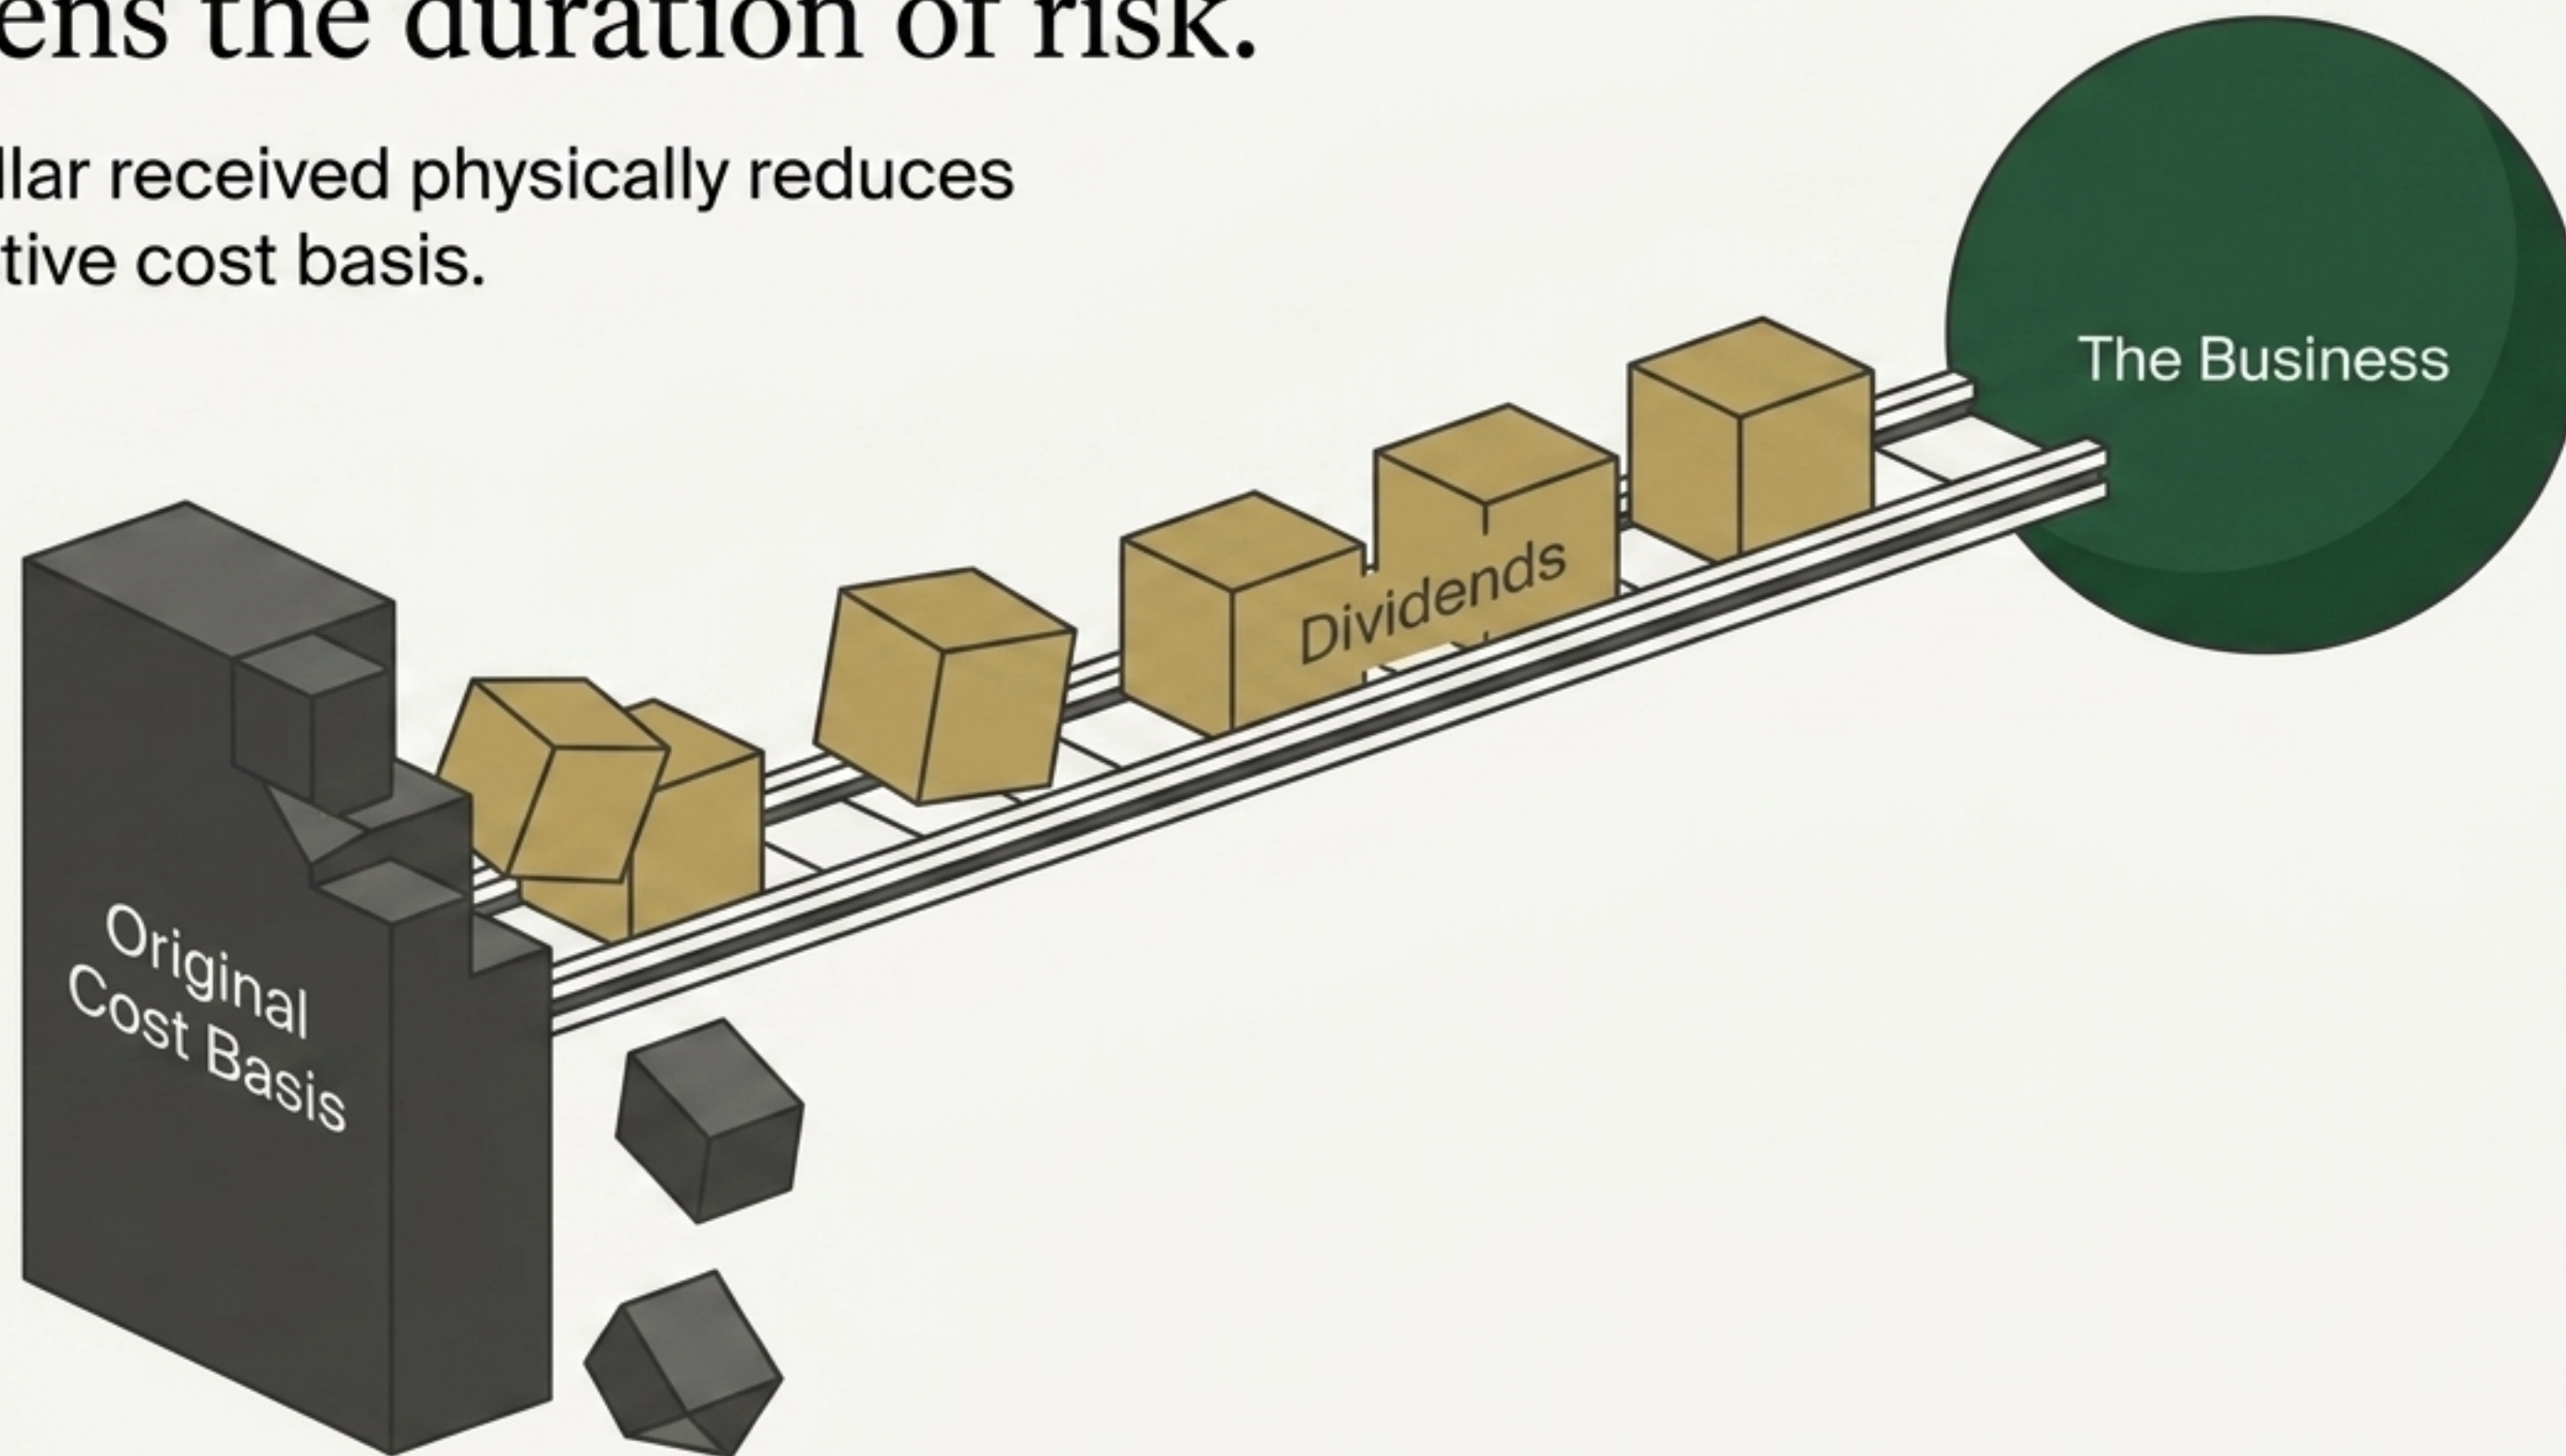 ens the duration of risk.
llar received physically reduces
tive cost basis.
The Business
Dividends
Original
Cost Basis